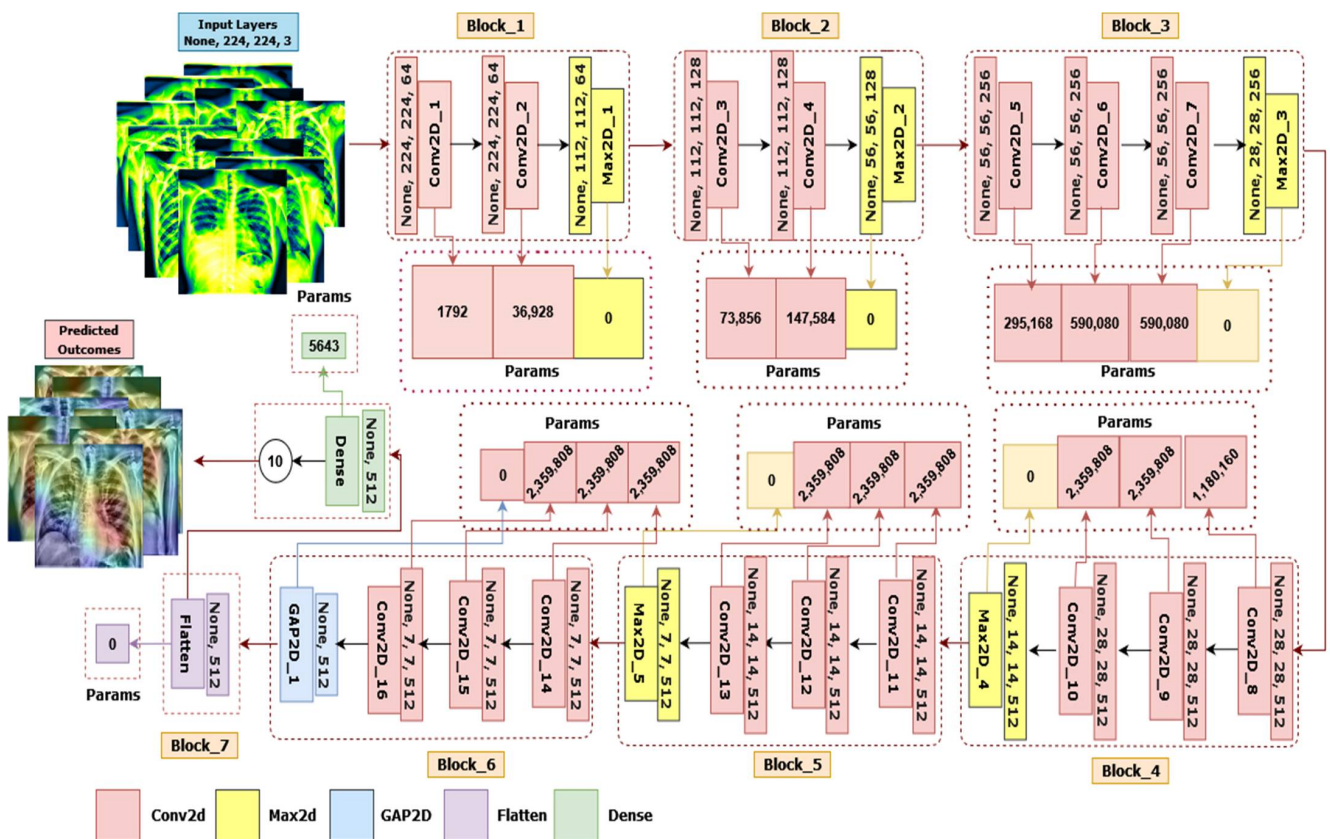 Input Layers
None, 224, 224, 3
Block_1
None, 224, 224, 64
Conv2D_1
None, 224, 224, 64
Conv2D_2
None, 112, 112, 64
Max2D_1
1792
36,928
0
Params
Block_2
None, 112, 112, 128
Conv2D_3
None, 112, 112, 128
Conv2D_4
None, 56, 56, 128
Max2D_2
73,856
147,584
0
Params
Block_3
None, 56, 56, 256
Conv2D_5
None, 56, 56, 256
Conv2D_6
None, 56, 56, 256
Conv2D_7
None, 28, 28, 256
Max2D_3
295,168
590,080
590,080
0
Params
Params
0
2,359,808
2,359,808
1,180,160
None, 28, 28, 512
Conv2D_8
None, 28, 28, 512
Conv2D_9
None, 28, 28, 512
Conv2D_10
None, 14, 14, 512
Max2D_4
Block_4
Params
0
2,359,808
2,359,808
2,359,808
None, 14, 14, 512
Conv2D_11
None, 14, 14, 512
Conv2D_12
None, 14, 14, 512
Conv2D_13
None, 7, 7, 512
Max2D_5
Block_5
Params
0
2,359,808
2,359,808
2,359,808
None, 7, 7, 512
Conv2D_14
None, 7, 7, 512
Conv2D_15
None, 7, 7, 512
Conv2D_16
None, 512
GAP2D_1
Block_6
None, 512
Flatten
0
Params
Block_7
Params
5643
None, 512
Dense
10
Predicted
Outcomes
Conv2d
Max2d
GAP2D
Flatten
Dense